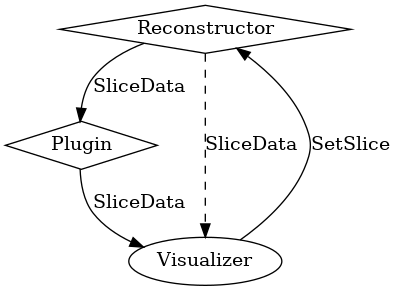 Reconstructor
SliceData
Plugin
SliceData
SetSlice
SliceData
Visualizer